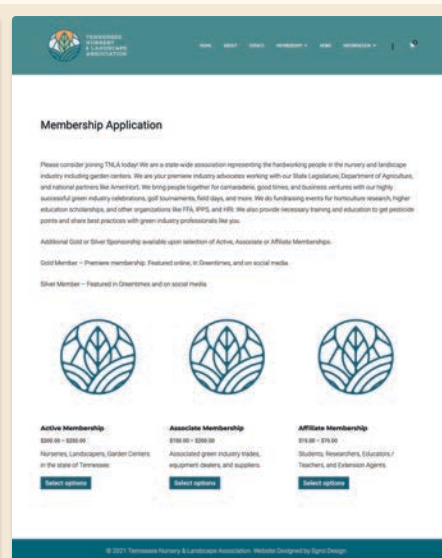 TENNESSEE
NURSERY
& LANDSCAPE
ASSOCIATION
HOME ABOUT EVENTS MEMBERSHIP NEWS INFORMATION
Membership Application
Please consider joining TNLA today! We are a state-wide association representing the hardworking people in the nursery and landscape
industry including garden centers. We are your premiere industry advocates working with our State Legislature, Department of Agriculture,
and national partners like AmericanHort. We bring people together for camaraderie, good times, and business ventures with our highly
successful green industry celebrations, golf tournaments, field days, and more. We do fundraising events for horticulture research, higher
education scholarships, and other organizations like FFA, IPPS, and HRI. We also provide necessary training and education to get pesticide
points and share best practices with green industry professionals like you.
Additional Gold or Silver Sponsorship available upon selection of Active, Associate or Affiliate Memberships.
Gold Member – Premiere membership. Featured online, in Greentimes, and on social media.
Silver Member – Featured in Greentimes and on social media.
Active Membership Associate Membership Affiliate Membership
Nurseries, Landscapers, Garden Centers Associated green industry trades, Students, Researchers, Educators /
in the state of Tennessee. equipment dealers, and suppliers. Teachers, and Extension Agents.
Select options Select options Select options
© 2021 Tennessee Nursery & Landscape Association. Website Designed by Sgroi Design